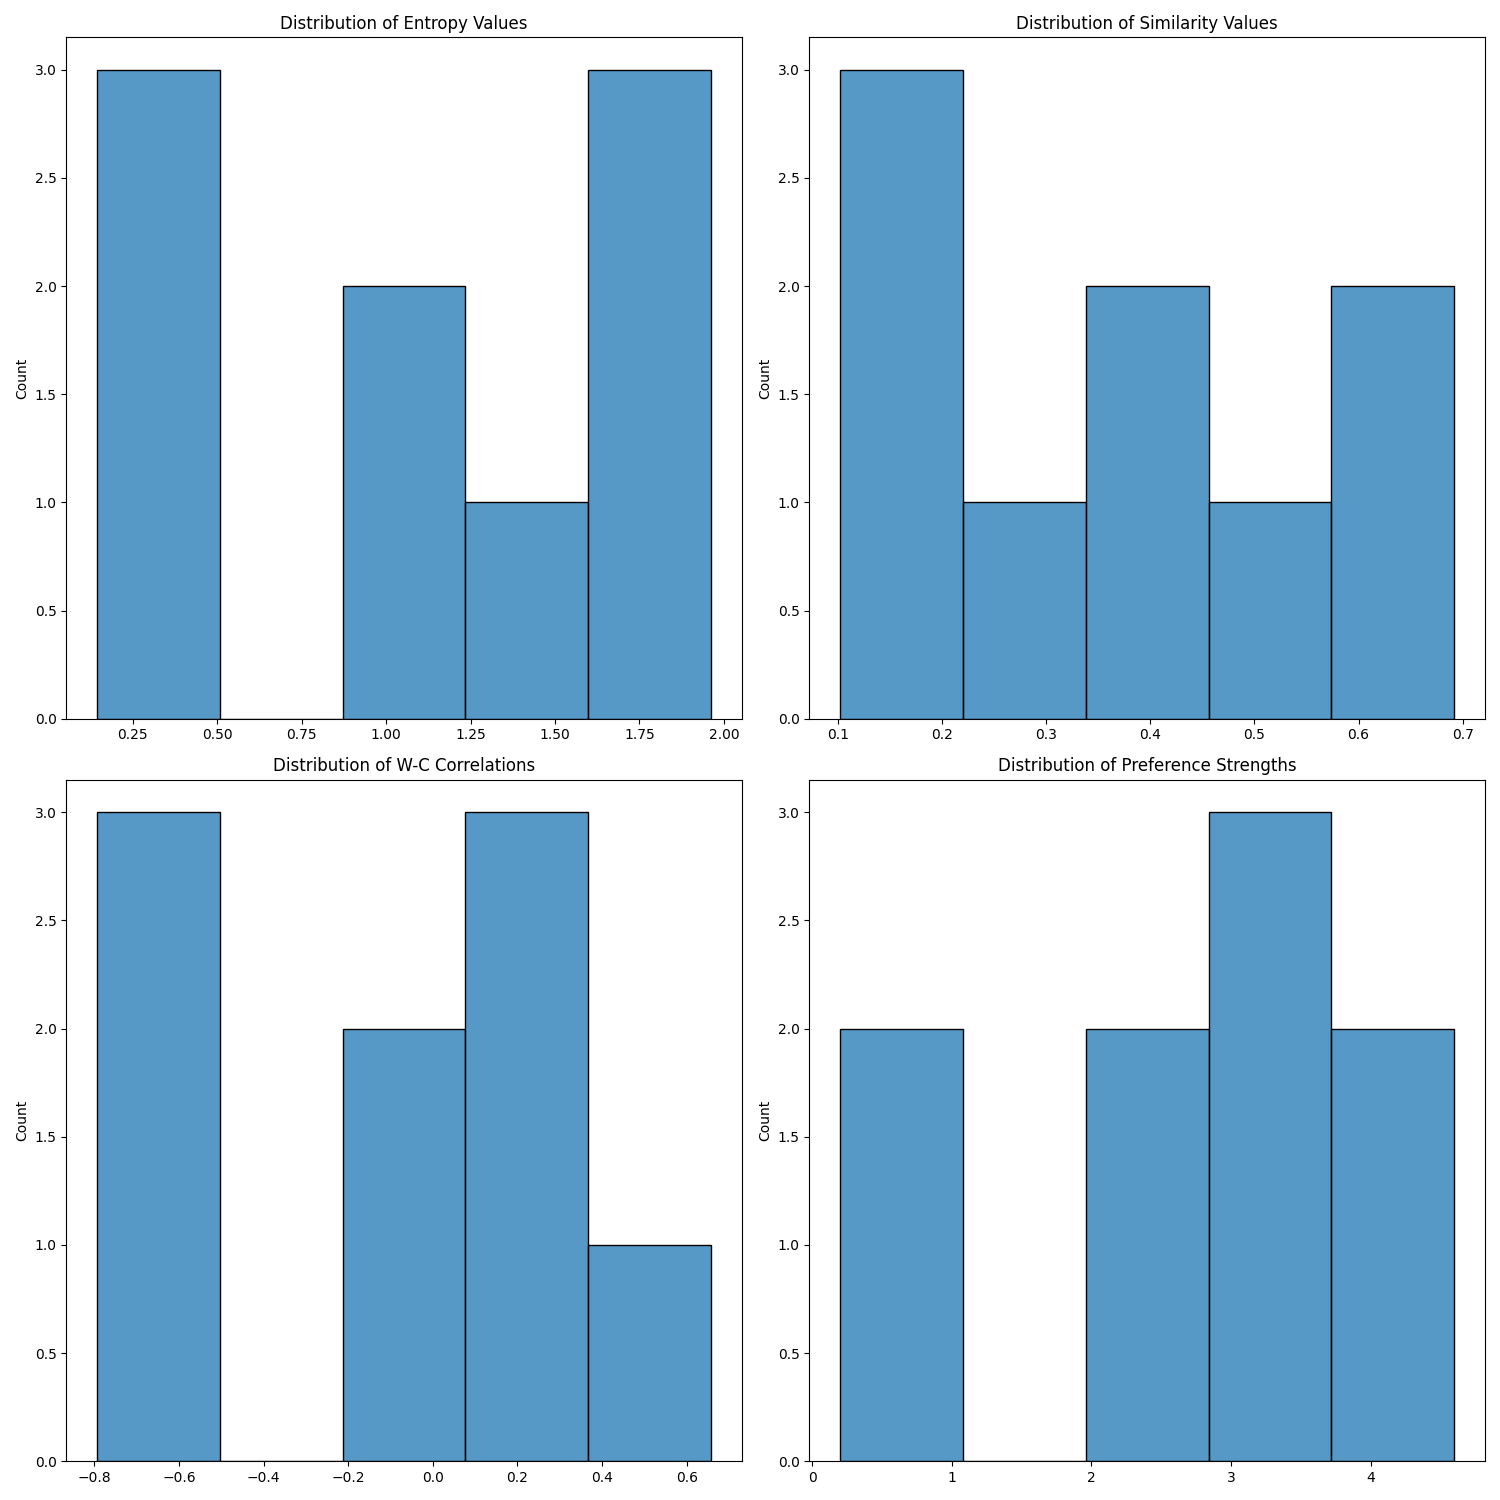 Distribution of Entropy Values
Count
3.0
2.5
2.0
1.5
1.0
0.5
0.0
0.25 0.50 0.75 1.00 1.25 1.50 1.75 2.00
Distribution of Similarity Values
Count
3.0
2.5
2.0
1.5
1.0
0.5
0.0
0.1 0.2 0.3 0.4 0.5 0.6 0.7
Distribution of W-C Correlations
Count
3.0
2.5
2.0
1.5
1.0
0.5
0.0
−0.8 −0.6 −0.4 −0.2 0.0 0.2 0.4 0.6
Distribution of Preference Strengths
Count
3.0
2.5
2.0
1.5
1.0
0.5
0.0
0 1 2 3 4